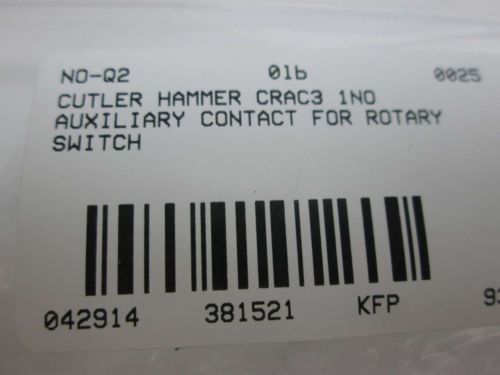 NO-Q2 01b 0025
CUTLER HAMMER CRAC3 1NO
AUXILIARY CONTACT FOR ROTARY
SWITCH
042914 381521 KFP